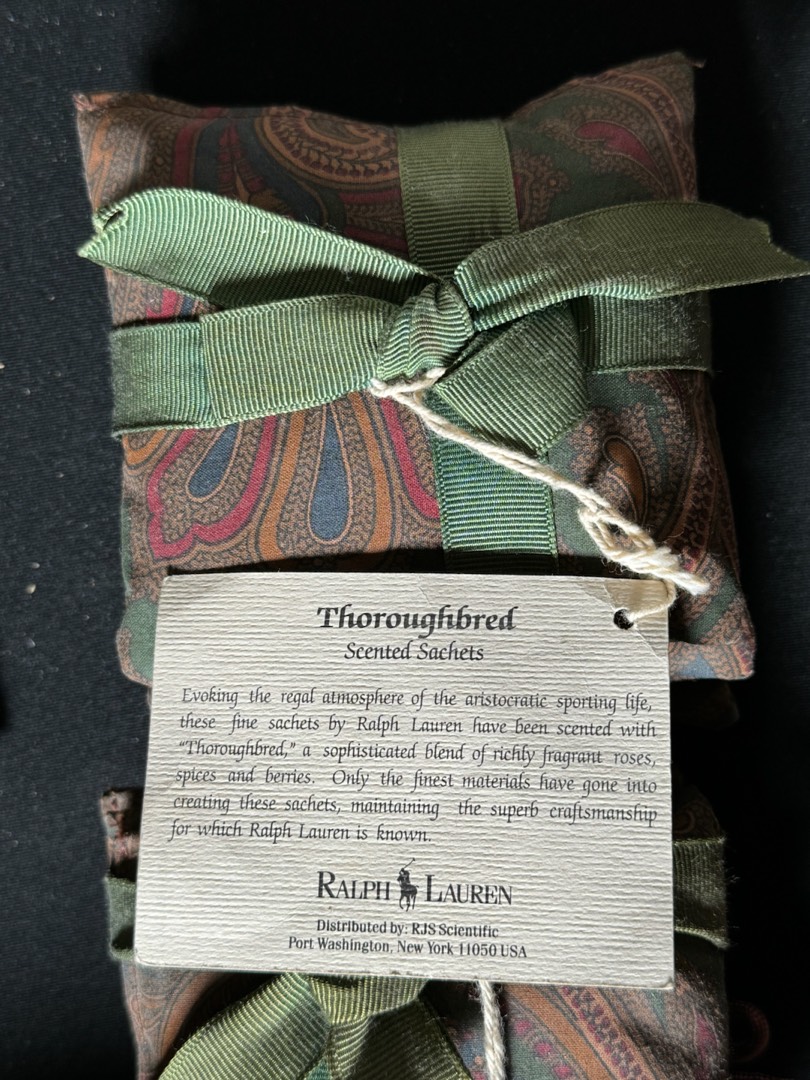 Thoroughbred
Scented Sachets
Evoking the regal atmosphere of the aristocratic sporting life,
these fine sachets by Ralph Lauren have been scented with
“Thoroughbred,” a sophisticated blend of richly fragrant roses,
spices and berries. Only the finest materials have gone into
creating these sachets, maintaining the superb craftsmanship
for which Ralph Lauren is known.
RALPH LAUREN
Distributed by: RJS Scientific
Port Washington, New York 11050 USA